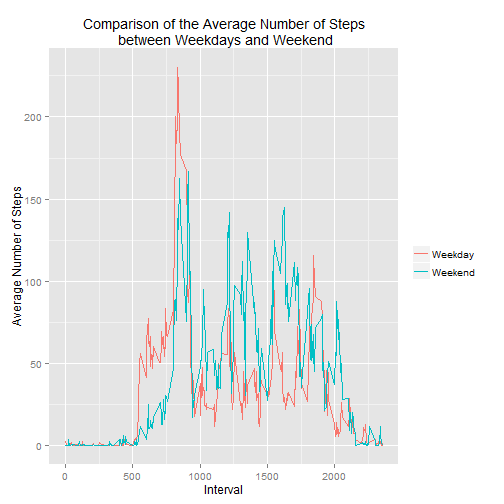 Comparison of the Average Number of Steps
between Weekdays and Weekend
Average Number of Steps
200
150
100
50
0
0
500
1000
1500
2000
Interval
Weekday
Weekend